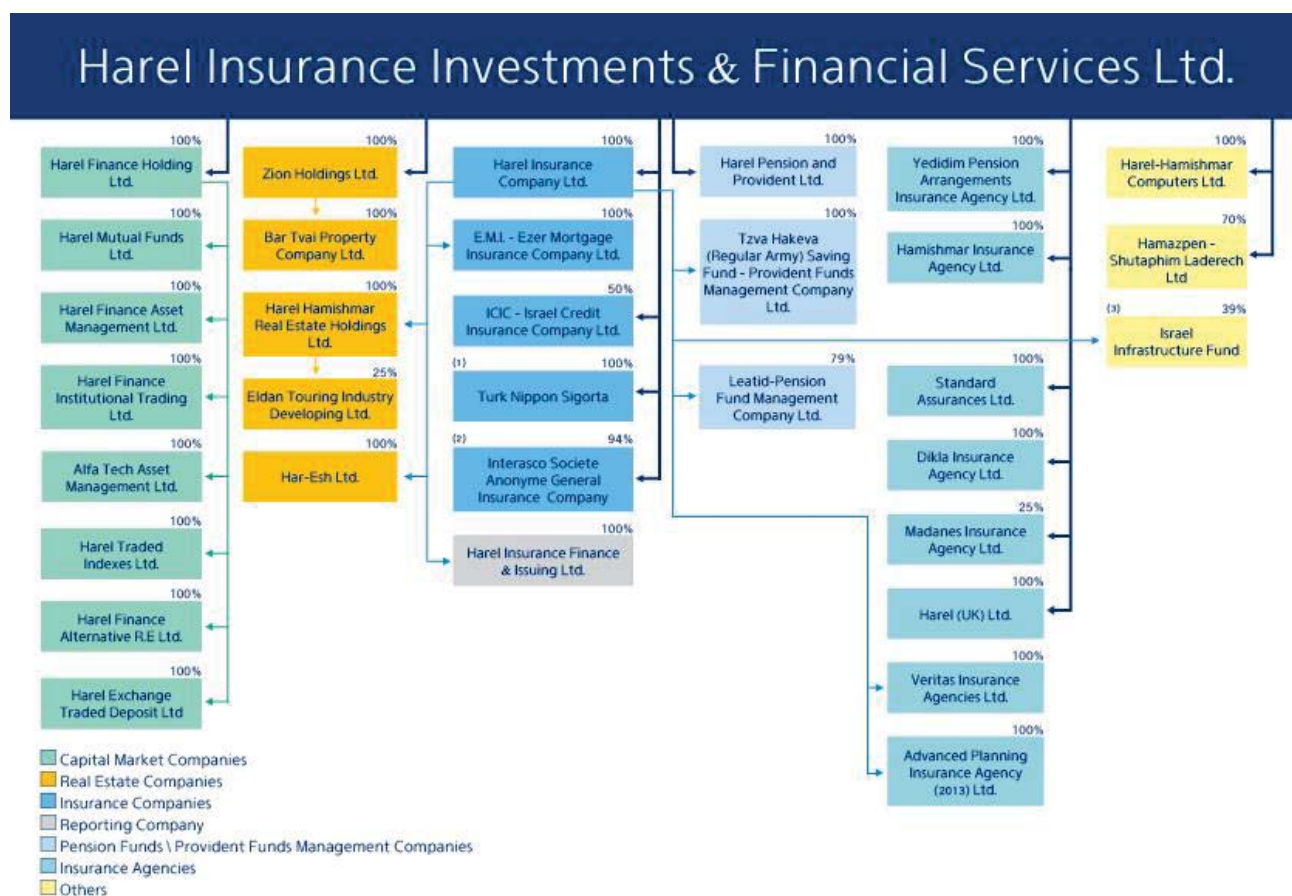 Harel Insurance Investments & Financial Services Ltd.
100%
Harel Finance Holding
Ltd.
100%
Harel Mutual Funds
Ltd.
100%
Harel Finance Asset
Management Ltd.
100%
Harel Finance
Institutional Trading
Ltd.
100%
Alfa Tech Asset
Management Ltd.
100%
Harel Traded
Indexes Ltd.
100%
Harel Finance
Alternative R.E Ltd.
100%
Harel Exchange
Traded Deposit Ltd
100%
Zion Holdings Ltd.
100%
Bar Tvai Property
Company Ltd.
100%
Harel Hamishmar
Real Estate Holdings
Ltd.
25%
Eldan Touring Industry
Developing Ltd.
100%
Har-Esh Ltd.
100%
Harel Insurance
Company Ltd.
100%
E.M.I. - Ezer Mortgage
Insurance Company Ltd.
50%
ICIC - Israel Credit
Insurance Company Ltd.
(1) 100%
Turk Nippon Sigorta
(2) 94%
Interasco Societe
Anonyme General
Insurance Company
100%
Harel Insurance Finance
& Issuing Ltd.
100%
Harel Pension and
Provident Ltd.
100%
Tzva Hakeva
(Regular Army) Saving
Fund - Provident Funds
Management Company
Ltd.
79%
Leatid-Pension
Fund Management
Company Ltd.
100%
Yedidim Pension
Arrangements
Insurance Agency Ltd.
100%
Hamishmar Insurance
Agency Ltd.
100%
Standard
Assurances Ltd.
100%
Dikla Insurance
Agency Ltd.
25%
Madanes Insurance
Agency Ltd.
100%
Harel (UK) Ltd.
100%
Veritas Insurance
Agencies Ltd.
100%
Advanced Planning
Insurance Agency
(2013) Ltd.
100%
Harel-Hamishmar
Computers Ltd.
70%
Hamazpen -
Shutaphim Laderech
Ltd
(3) 39%
Israel
Infrastructure Fund
Capital Market Companies
Real Estate Companies
Insurance Companies
Reporting Company
Pension Funds \ Provident Funds Management Companies
Insurance Agencies
Others